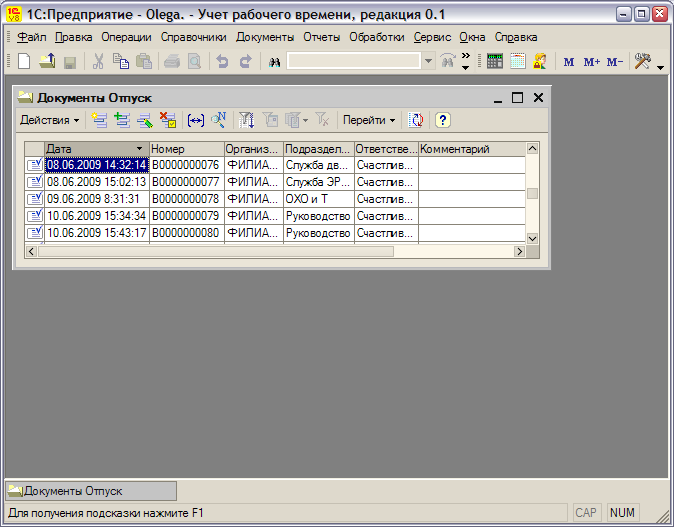 1С:Предприятие - Olega. - Учет рабочего времени, редакция 0.1
Файл Правка Операции Справочники Документы Отчеты Обработки Сервис Окна Справка
M M+ M-
Документы Отпуск
Действия Перейти
Дата Номер Организ... Подраздел... Ответстве... Комментарий
08.06.2009 14:32:14 В0000000076 ФИЛИА... Служба дв... Счастлив...
08.06.2009 15:02:13 В0000000077 ФИЛИА... Служба ЭР... Счастлив...
09.06.2009 8:31:31 В0000000078 ФИЛИА... ОХО и Т Счастлив...
10.06.2009 15:34:34 В0000000079 ФИЛИА... Руководство Счастлив...
10.06.2009 15:43:17 В0000000080 ФИЛИА... Руководство Счастлив...
Документы Отпуск
Для получения подсказки нажмите F1 CAP NUM